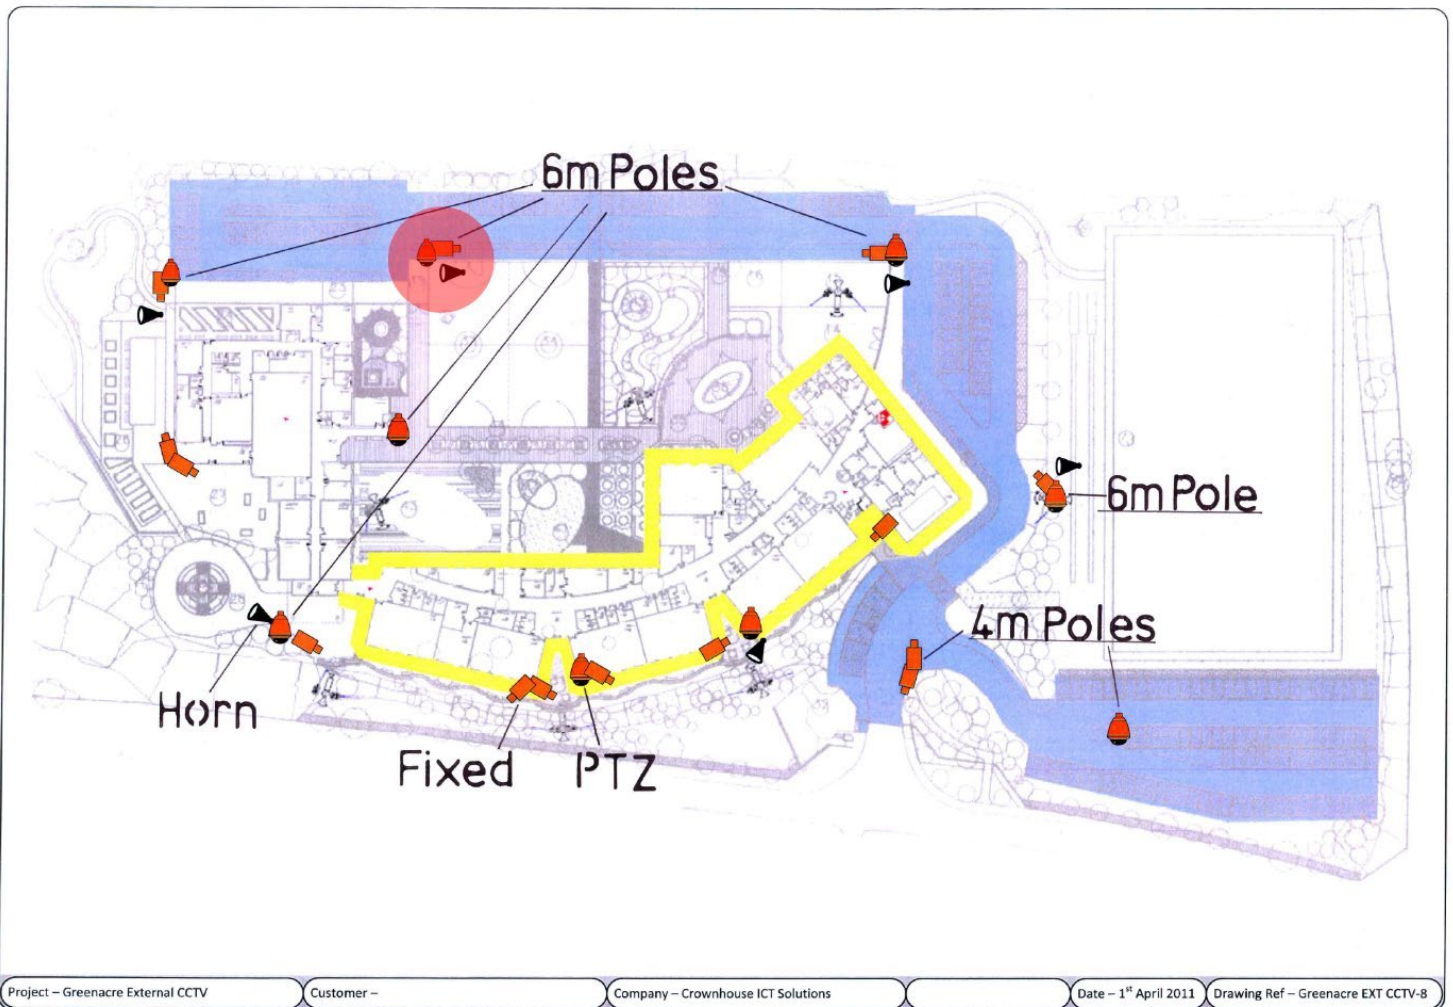 6m Poles
6m Pole
4m Poles
Horn
Fixed
PTZ
Project – Greenacre External CCTV
Customer –
Company – Crownhouse ICT Solutions
Date – 1st April 2011
Drawing Ref – Greenacre EXT CCTV-8